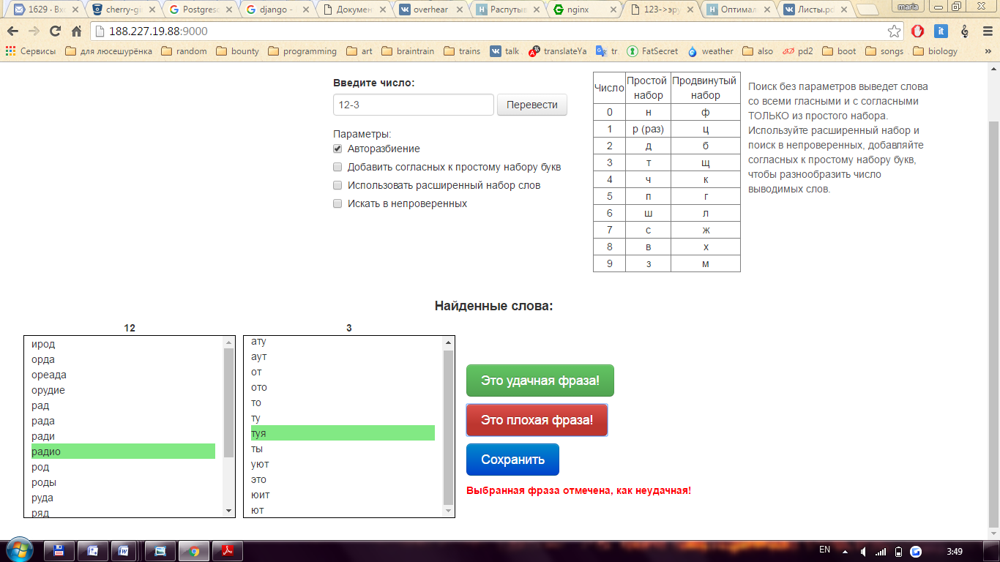 1629 · Вхо
cherry-gi
Postgresq
django -
Докумен
overhear
Распутыв
nginx
123->эру
Оптимал
Листы.pd
maria
188.227.19.88:9000
Сервисы для люсешурёнка random bounty programming art braintrain trains talk translateYa tr FatSecret weather also pd2 boot songs biology »
Введите число:
12-3
Перевести
Параметры:
Авторазбиение
Добавить согласных к простому набору букв
Использовать расширенный набор слов
Искать в непроверенных
Число Простой набор Продвинутый набор
0 н ф
1 р (раз) ц
2 д б
3 т щ
4 ч к
5 п г
6 ш л
7 с ж
8 в х
9 з м
Поиск без параметров выведет слова
со всеми гласными и с согласными
ТОЛЬКО из простого набора.
Используйте расширенный набор и
поиск в непроверенных, добавляйте
согласных к простому набору букв,
чтобы разнообразить число
выводимых слов.
Найденные слова:
12
ирод
орда
ореада
орудие
рад
рада
ради
радио
род
роды
руда
ряд
3
ату
аут
от
ото
то
ту
туя
ты
уют
это
юит
ют
Это удачная фраза!
Это плохая фраза!
Сохранить
Выбранная фраза отмечена, как неудачная!
EN
3:49